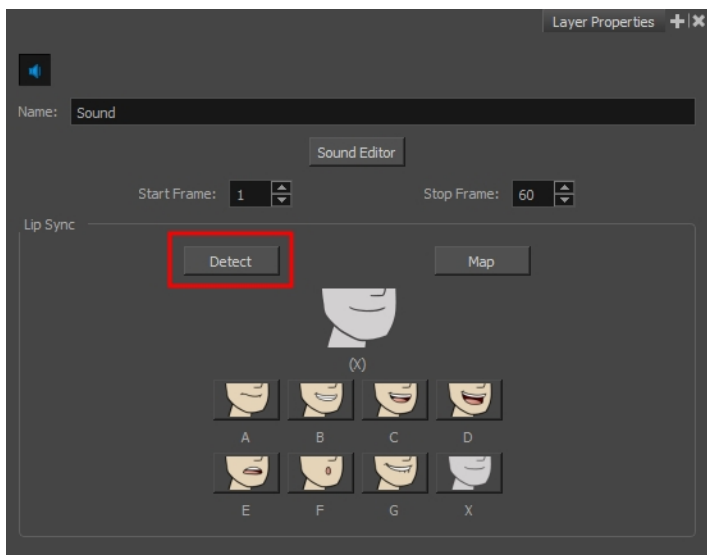 Layer Properties
Name: Sound
Sound Editor
Start Frame: 1 Stop Frame: 60
Lip Sync
Detect Map
(X)
A B C D
E F G X